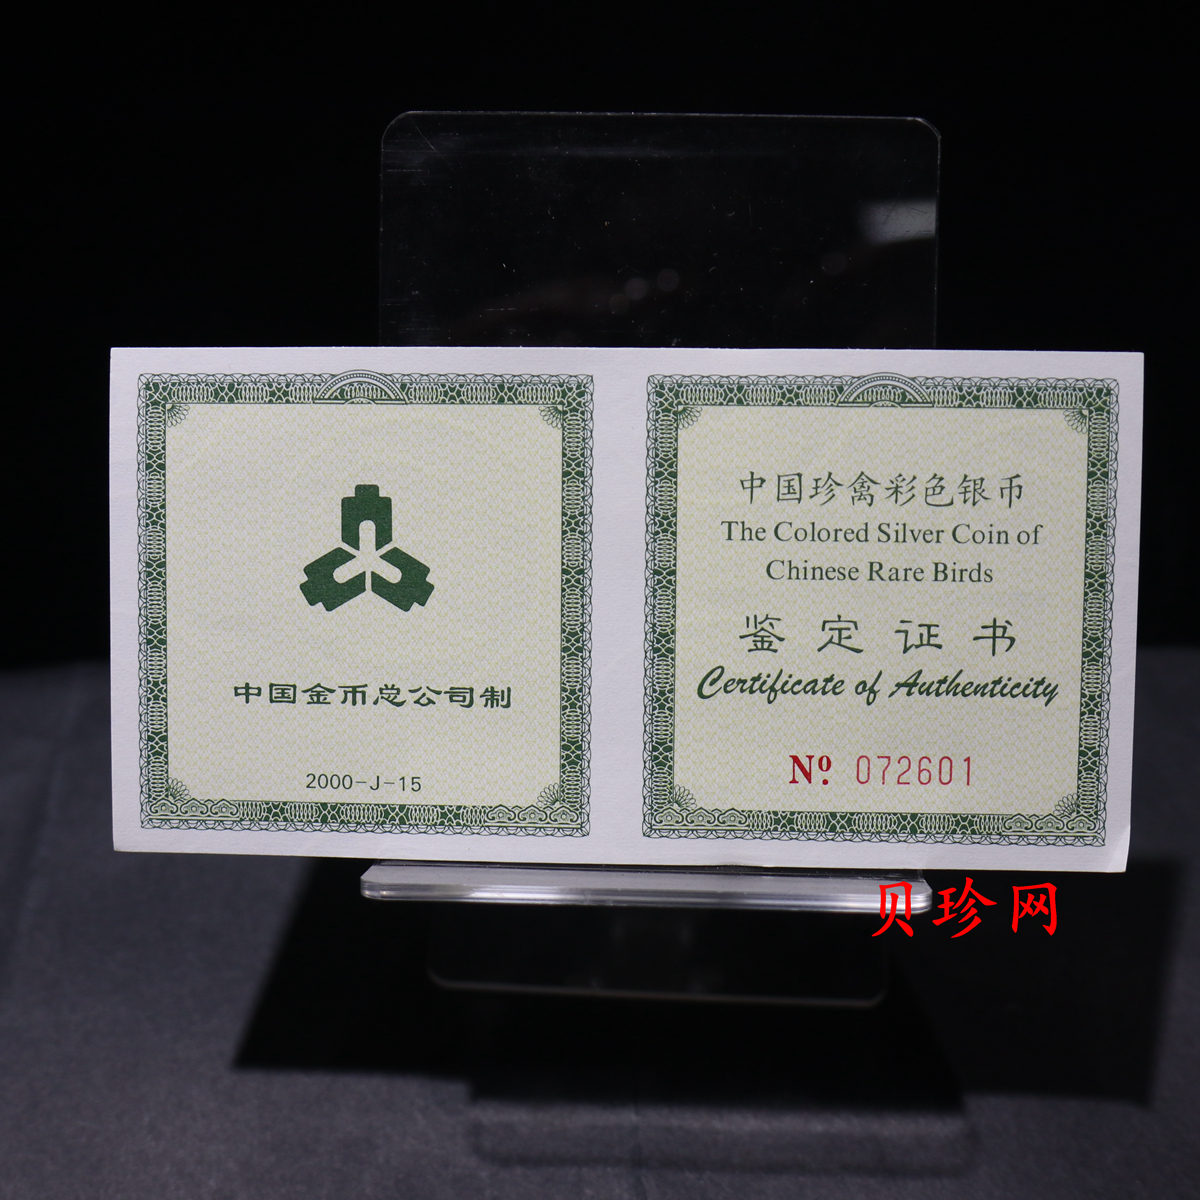 中国金币总公司制
2000-J-15
中国珍禽彩色银币
The Colored Silver Coin of
Chinese Rare Birds
鉴定证书
Certificate of Authenticity
Nº 072601
贝珍网